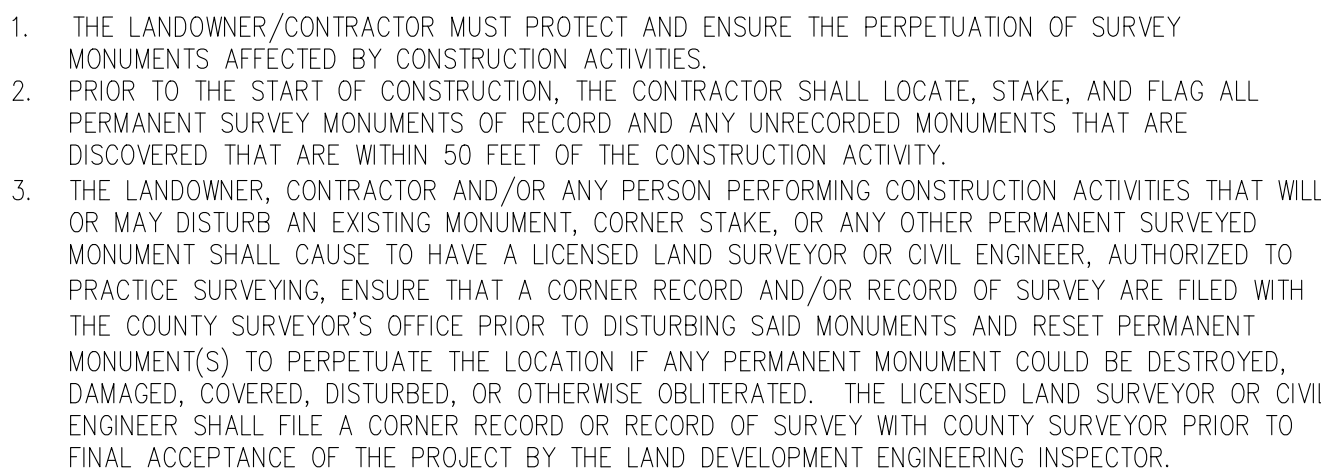 1. THE LANDOWNER/CONTRACTOR MUST PROTECT AND ENSURE THE PERPETUATION OF SURVEY
MONUMENTS AFFECTED BY CONSTRUCTION ACTIVITIES.
2. PRIOR TO THE START OF CONSTRUCTION, THE CONTRACTOR SHALL LOCATE, STAKE, AND FLAG ALL
PERMANENT SURVEY MONUMENTS OF RECORD AND ANY UNRECORDED MONUMENTS THAT ARE
DISCOVERED THAT ARE WITHIN 50 FEET OF THE CONSTRUCTION ACTIVITY.
3. THE LANDOWNER, CONTRACTOR AND/OR ANY PERSON PERFORMING CONSTRUCTION ACTIVITIES THAT WILL
OR MAY DISTURB AN EXISTING MONUMENT, CORNER STAKE, OR ANY OTHER PERMANENT SURVEYED
MONUMENT SHALL CAUSE TO HAVE A LICENSED LAND SURVEYOR OR CIVIL ENGINEER, AUTHORIZED TO
PRACTICE SURVEYING, ENSURE THAT A CORNER RECORD AND/OR RECORD OF SURVEY ARE FILED WITH
THE COUNTY SURVEYOR'S OFFICE PRIOR TO DISTURBING SAID MONUMENTS AND RESET PERMANENT
MONUMENT(S) TO PERPETUATE THE LOCATION IF ANY PERMANENT MONUMENT COULD BE DESTROYED,
DAMAGED, COVERED, DISTURBED, OR OTHERWISE OBLITERATED. THE LICENSED LAND SURVEYOR OR CIVIL
ENGINEER SHALL FILE A CORNER RECORD OR RECORD OF SURVEY WITH COUNTY SURVEYOR PRIOR TO
FINAL ACCEPTANCE OF THE PROJECT BY THE LAND DEVELOPMENT ENGINEERING INSPECTOR.